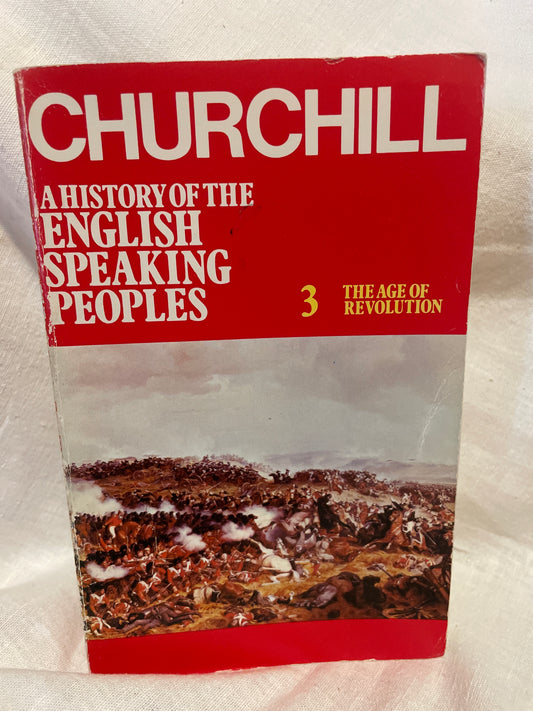 CHURCHILL
A HISTORY OF THE
ENGLISH
SPEAKING
PEOPLES
3 THE AGE OF
REVOLUTION